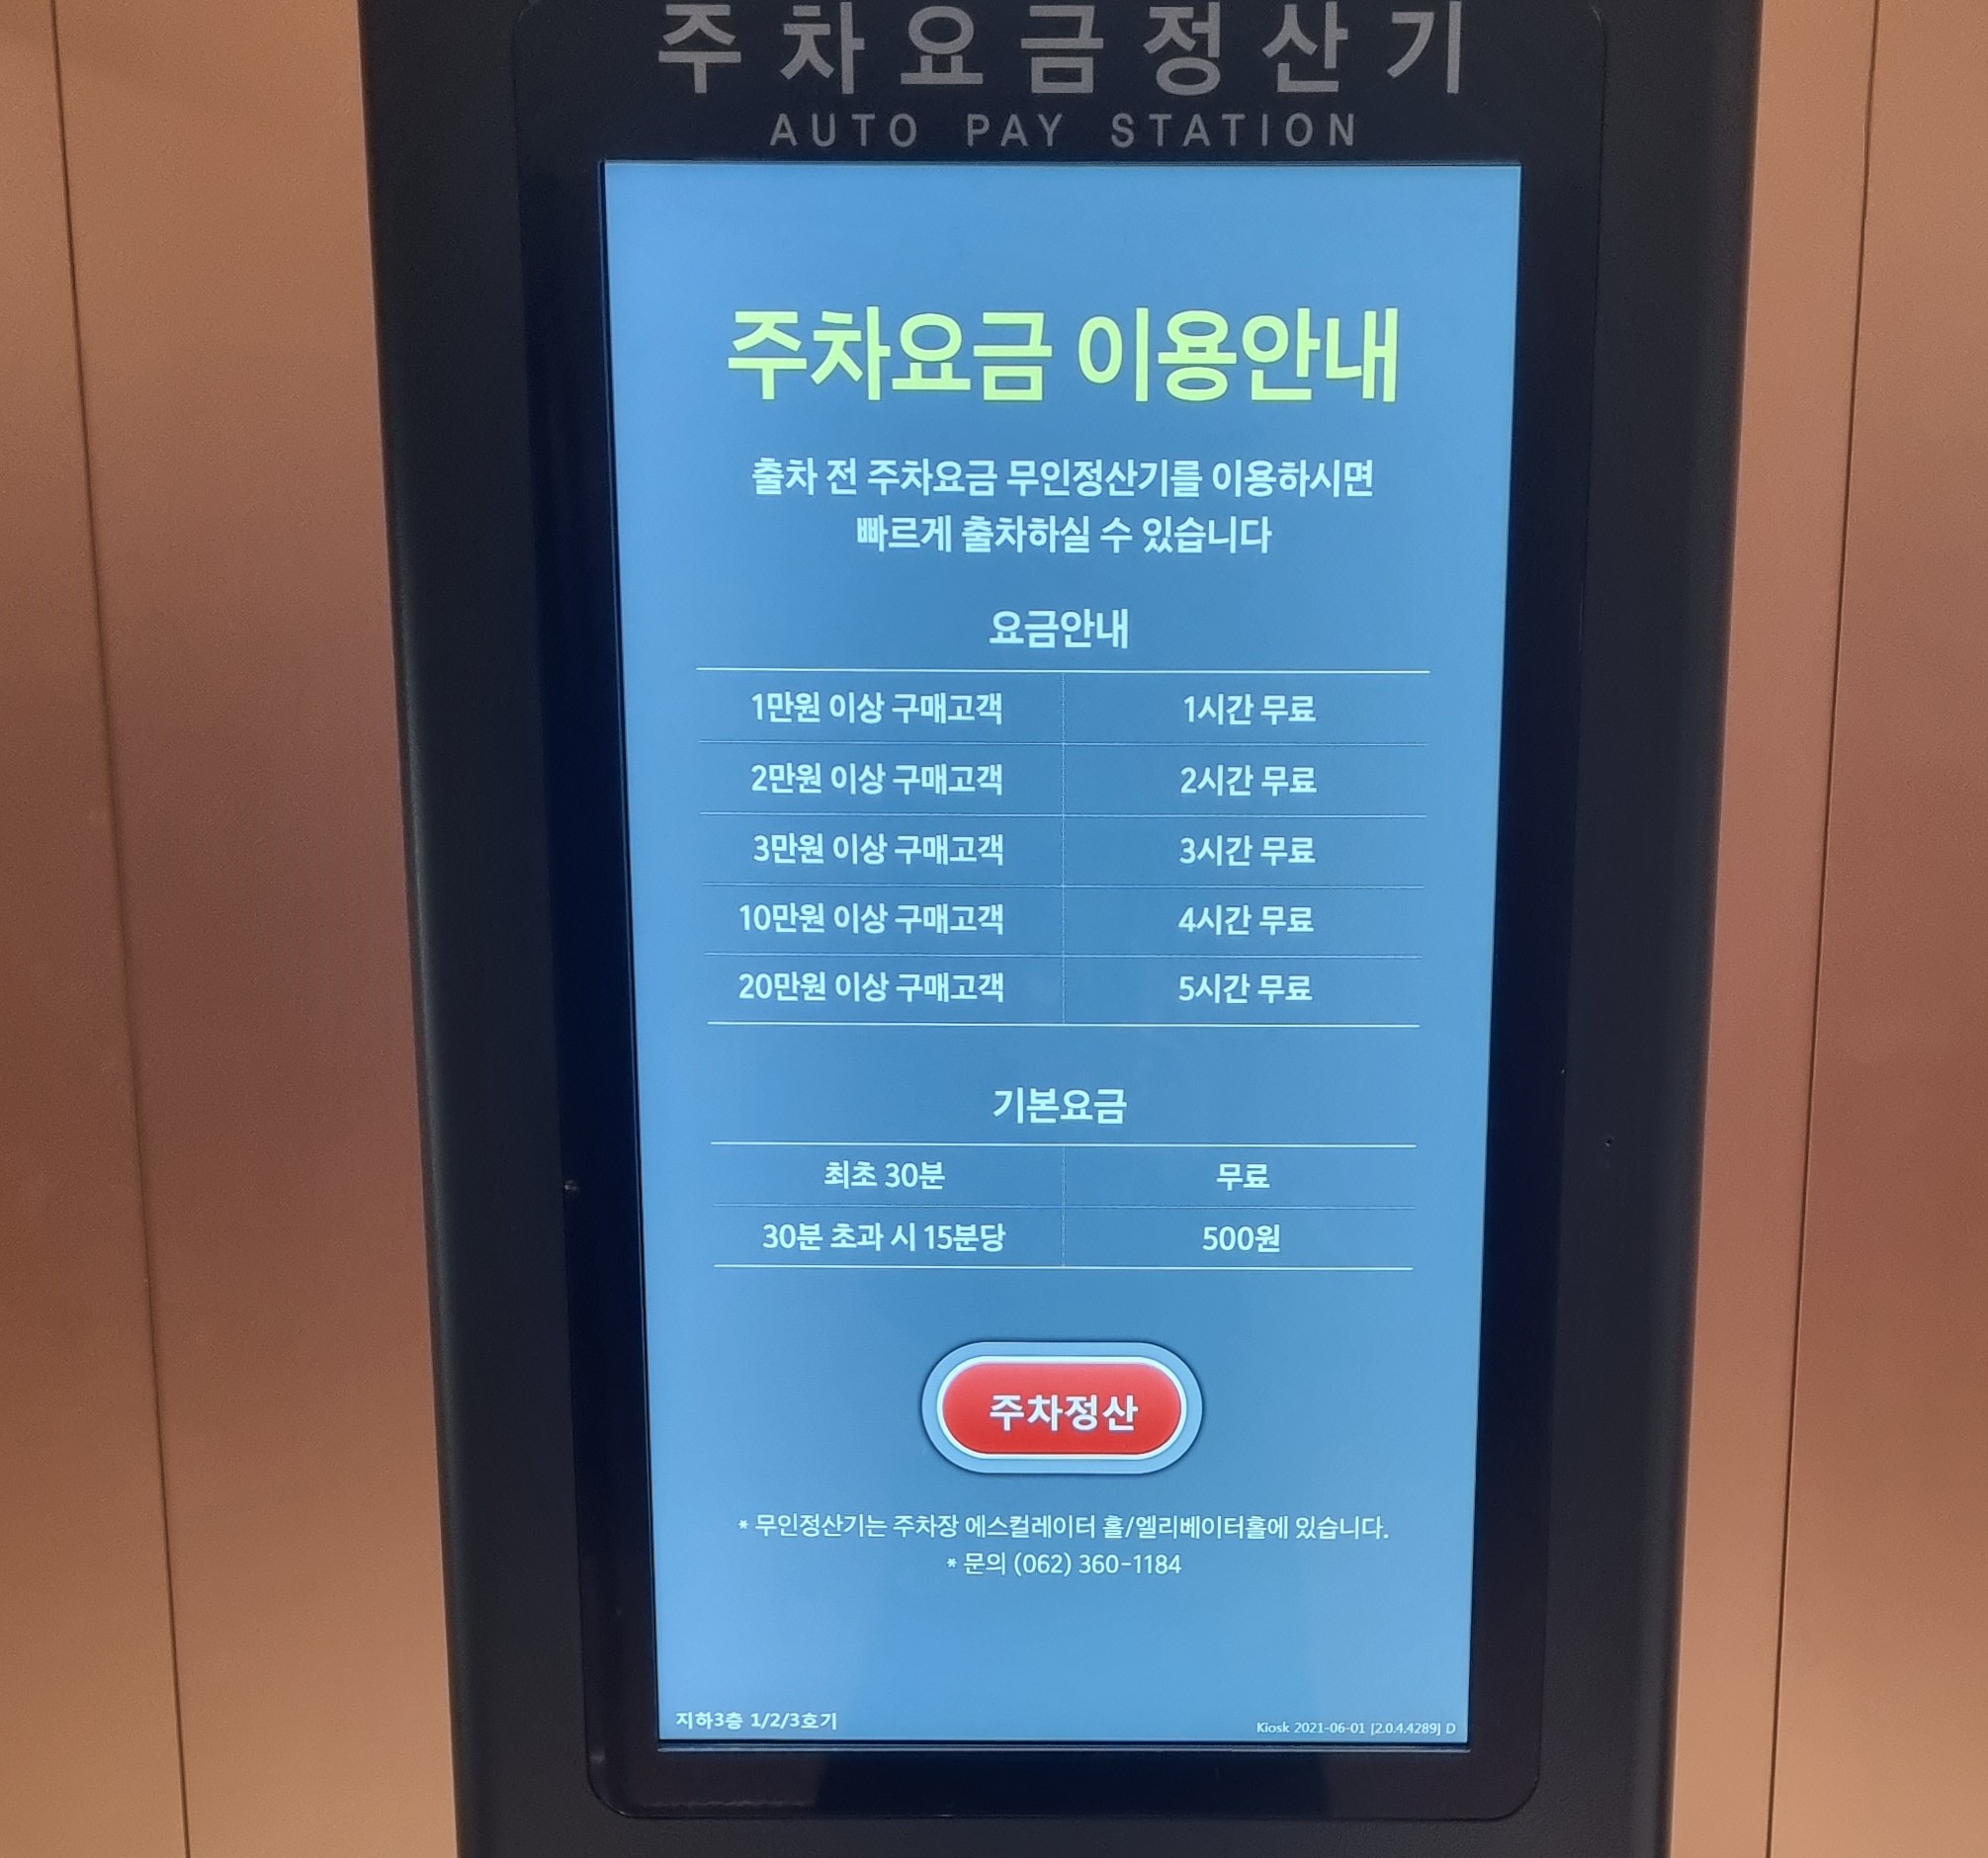 주차요금정산기
AUTO PAY STATION
주차요금 이용안내
출차 전 주차요금 무인정산기를 이용하시면
빠르게 출차하실 수 있습니다
요금안내
1만원 이상 구매고객 1시간 무료
2만원 이상 구매고객 2시간 무료
3만원 이상 구매고객 3시간 무료
10만원 이상 구매고객 4시간 무료
20만원 이상 구매고객 5시간 무료
기본요금
최초 30분 무료
30분 초과 시 15분당 500원
주차정산
* 무인정산기는 주차장 에스컬레이터 홀/엘리베이터홀에 있습니다.
* 문의 (062) 360-1184
지하3층 1/2/3호기
Kiosk 2021-06-01 [2.0.4.4289] D